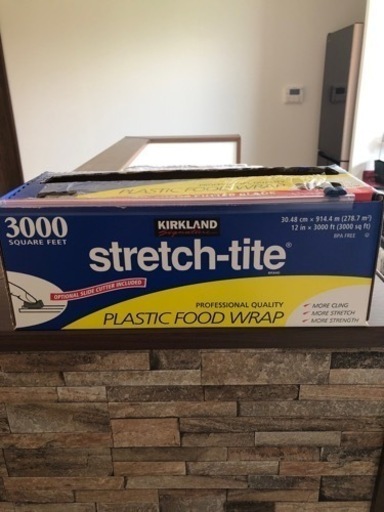 PLASTIC FOOD WRAP
3000
SQUARE FEET
KIRKLAND
Signature
30.48 cm × 914.4 m (278.7 m²)
12 in × 3000 ft (3000 sq ft)
BPA FREE
stretch-tite®
BRAND
OPTIONAL SLIDE CUTTER INCLUDED
PROFESSIONAL QUALITY
PLASTIC FOOD WRAP
✓ MORE CLING
✓ MORE STRETCH
✓ MORE STRENGTH